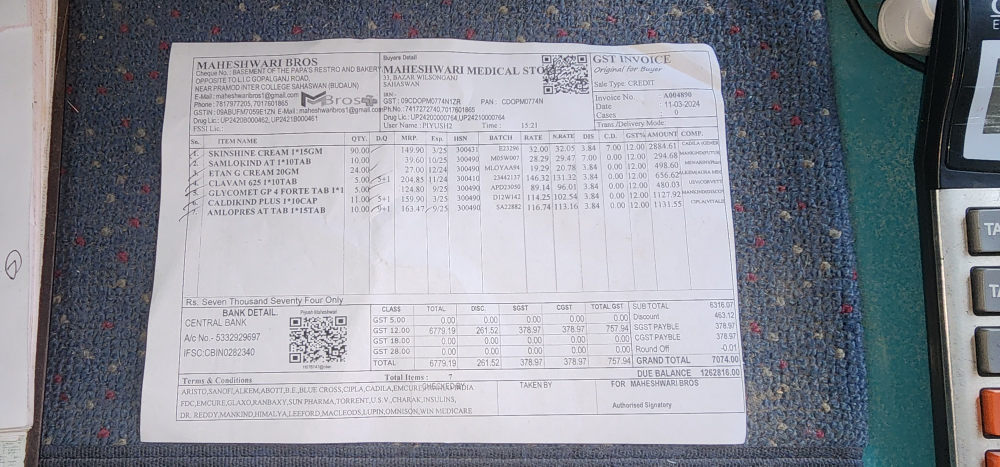 MAHESHWARI BROS
Cheque No.: BASEMENT OF THE PAPA'S RESTRO AND BAKERY
OPPOSITE TO L.I.C GOPALGANJ ROAD,
NEAR PRAMOD INTER COLLEGE SAHASWAN (BUDAUN)
E-Mail : maheshwaribros1@gmail.com
Phone : 7817977205, 7017601865
GSTIN : 09ABUFM7059E1ZN E-Mail : maheshwaribros1@gmail.com
Drug Lic : UP2420B000462, UP2421B000461
FSSI Lic :
MBros
Buyers Detail
MAHESHWARI MEDICAL STO
33, BAZAR WILSONGANJ
SAHASWAN
GST : 09CDOPM0774N1ZR PAN : CDOPM0774N
Ph.No.: 7417272740, 7017601865
Drug Lic.: UP24200000764, UP24210000764
User Name : PIYUSH2 Time : 15:21
GST INVOICE
Original for Buyer
Sale Type: CREDIT
Invoice No. : A004890
Date : 11-03-2024
Cases : 0
Trans./Delivery Mode
Sn. ITEM NAME QTY. D.Q MRP. Exp. HSN BATCH RATE N.RATE DIS C.D. GST% AMOUNT COMP.
1. SKINSHINE CREAM 1*15GM 90.00 149.90 3/25 300431 E23296 32.00 32.05 3.84 7.00 12.00 2884.61
2. SAMLOKIND AT 1*10TAB 10.00 39.60 10/25 300490 M05W007 28.29 29.47 7.00 0.00 12.00 294.68
3. ETAN G CREAM 20GM 24.00 27.00 12/24 300490 MLOYAA94 19.29 20.78 3.84 0.00 12.00 498.60
4. CLAVAM 625 1*10TAB 5.00 5+1 204.85 11/24 300410 23442137 146.32 131.32 3.84 0.00 12.00 656.62
5. GLYCOMET GP 4 FORTE TAB 1*1 5.00 124.80 9/25 300490 APD23050 89.14 96.01 3.84 0.00 12.00 480.03
6. CALDIKIND PLUS 1*10CAP 11.00 5+1 159.90 3/25 300490 D12W142 114.25 102.54 3.84 0.00 12.00 1127.92
7. AMLOPRES AT TAB 1*15TAB 10.00 9+1 163.47 9/25 300490 SA22882 116.74 113.16 3.84 0.00 12.00 1131.55
Rs. Seven Thousand Seventy Four Only
BANK DETAIL.
CENTRAL BANK
A/c No.- 5332929697
IFSC:CBIN0282340
Piyush Maheshwari
CLASS TOTAL DISC. SGST CGST TOTAL GST
GST 5.00 0.00 0.00 0.00 0.00 0.00
GST 12.00 6779.19 261.52 378.97 378.97 757.94
GST 18.00 0.00 0.00 0.00 0.00 0.00
GST 28.00 0.00 0.00 0.00 0.00 0.00
TOTAL 6779.19 261.52 378.97 378.97 757.94
SUB TOTAL 6316.07
Discount 463.12
SGST PAYBLE 378.97
CGST PAYBLE 378.97
Round Off -0.01
GRAND TOTAL 7074.00
DUE BALANCE 1262816.00
Terms & Conditions Total Items : 7
CHECKED BY
TAKEN BY
FOR MAHESHWARI BROS
Authorised Signatory
ARISTO,SANOFI,ALKEM,ABOTT,B.E,BLUE CROSS,CIPLA,CADILA,EMCURE,
FDC,EMCURE,GLAXO,RANBAXY,SUN PHARMA,TORRENT,U.S.V.,CHARAK,INSULINS,
DR. REDDY,MANKIND,HIMALYA,LEEFORD,MACLEODS,LUPIN,OMNISON,WIN MEDICARE
TA
TA